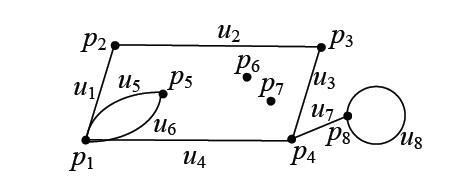 p₂ u₂ p₃
u₁ u₅ p₅ p₆ p₇ u₃
u₆ u₇ p₈ u₈
p₁ u₄ p₄